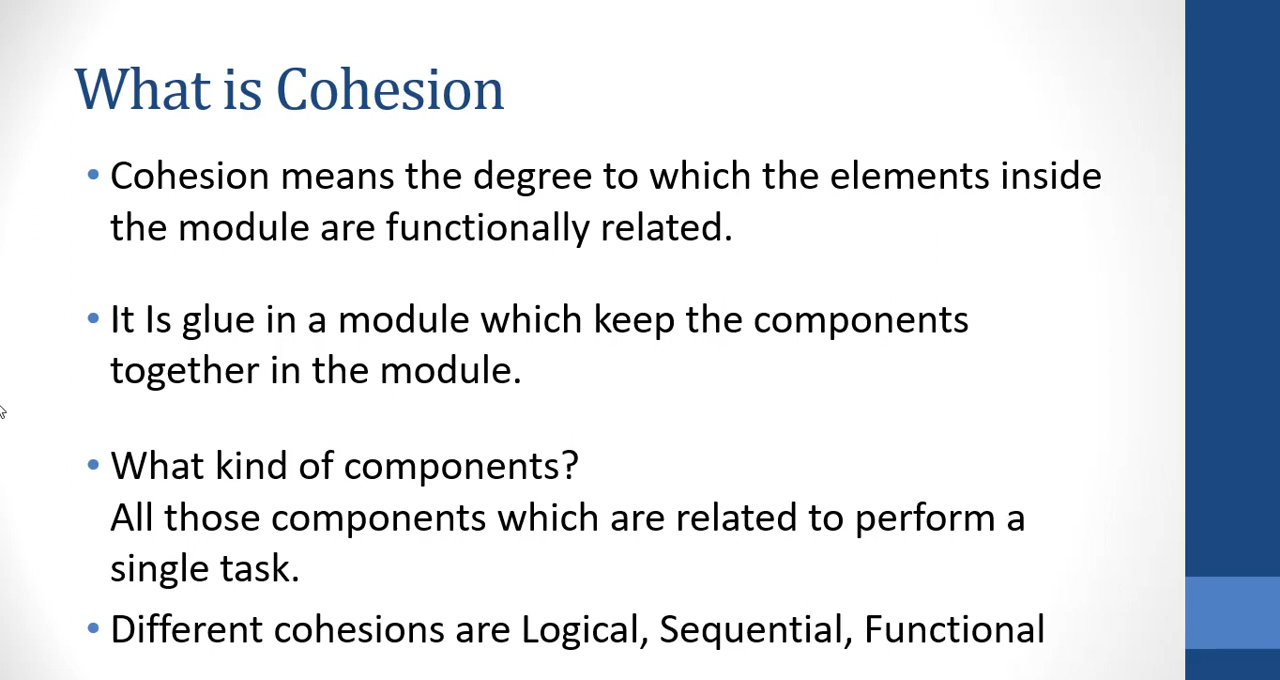 What is Cohesion
• Cohesion means the degree to which the elements inside
the module are functionally related.
• It Is glue in a module which keep the components
together in the module.
• What kind of components?
All those components which are related to perform a
single task.
• Different cohesions are Logical, Sequential, Functional